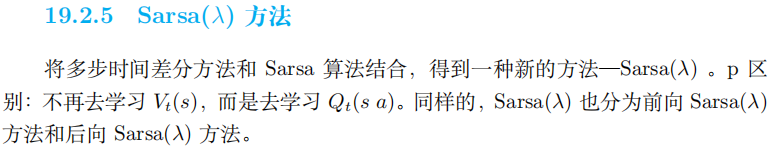 19.2.5 Sarsa(λ) 方法
将多步时间差分方法和 Sarsa 算法结合，得到一种新的方法—Sarsa(λ) 。p 区
别：不再去学习 Vₜ(s)，而是去学习 Qₜ(s a)。同样的，Sarsa(λ) 也分为前向 Sarsa(λ)
方法和后向 Sarsa(λ) 方法。